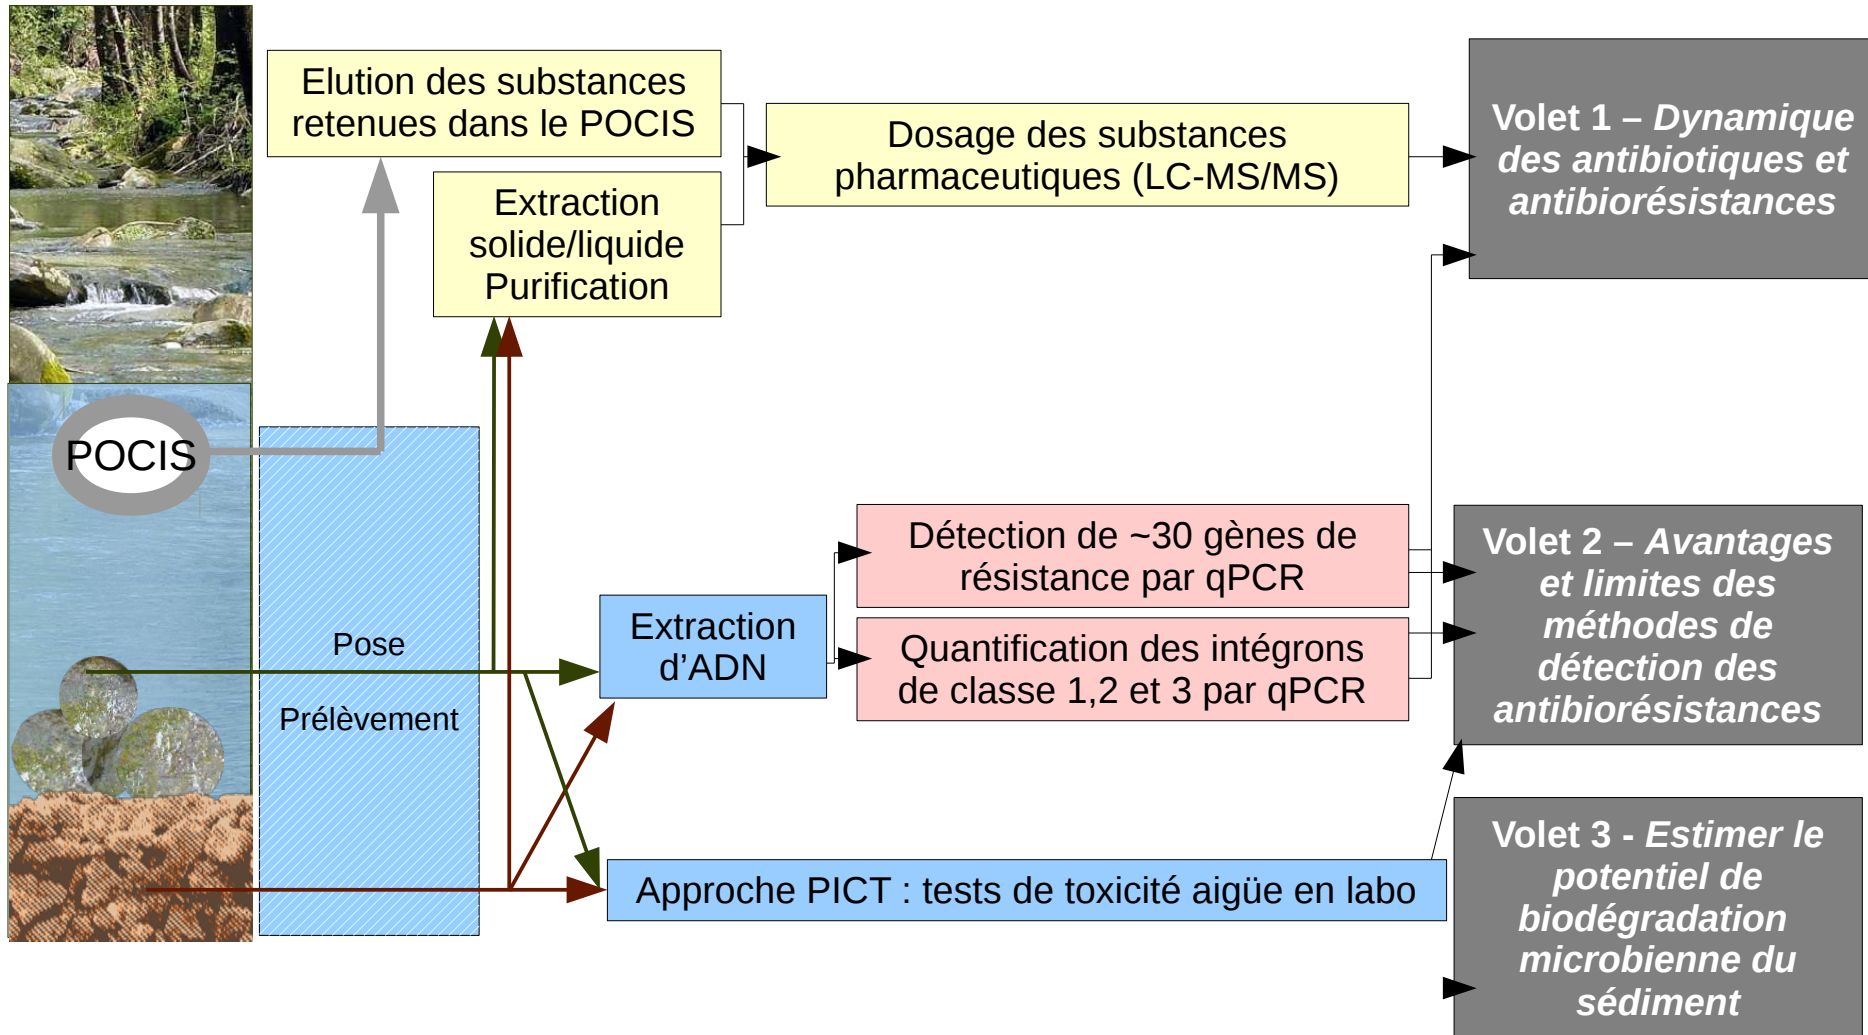 Elution des substances
retenues dans le POCIS
Extraction
solide/liquide
Purification
Dosage des substances
pharmaceutiques (LC-MS/MS)
Volet 1 – Dynamique
des antibiotiques et
antibiorésistances
POCIS
Pose
Prélèvement
Extraction
d’ADN
Détection de ~30 gènes de
résistance par qPCR
Quantification des intégrons
de classe 1,2 et 3 par qPCR
Volet 2 – Avantages
et limites des
méthodes de
détection des
antibiorésistances
Approche PICT : tests de toxicité aigüe en labo
Volet 3 - Estimer le
potentiel de
biodégradation
microbienne du
sédiment